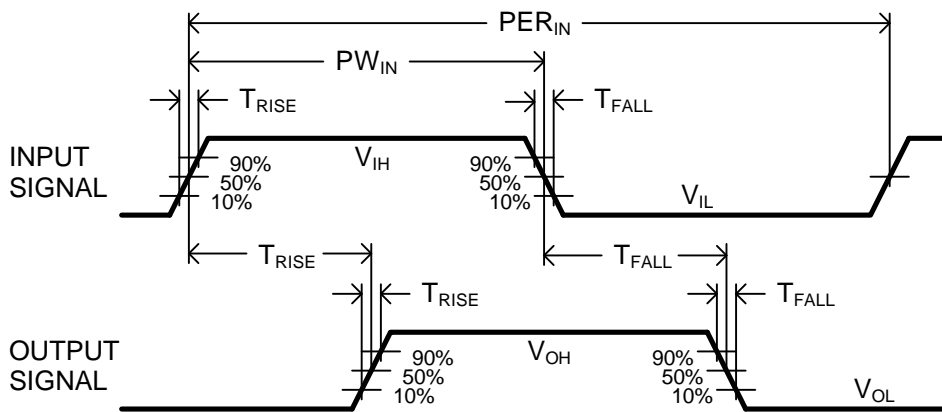 PER_IN
PW_IN
T_RISE
T_FALL
INPUT
SIGNAL
V_IH
90%
50%
10%
90%
50%
10%
V_IL
T_RISE
T_FALL
T_RISE
T_FALL
OUTPUT
SIGNAL
V_OH
90%
50%
10%
90%
50%
10%
V_OL